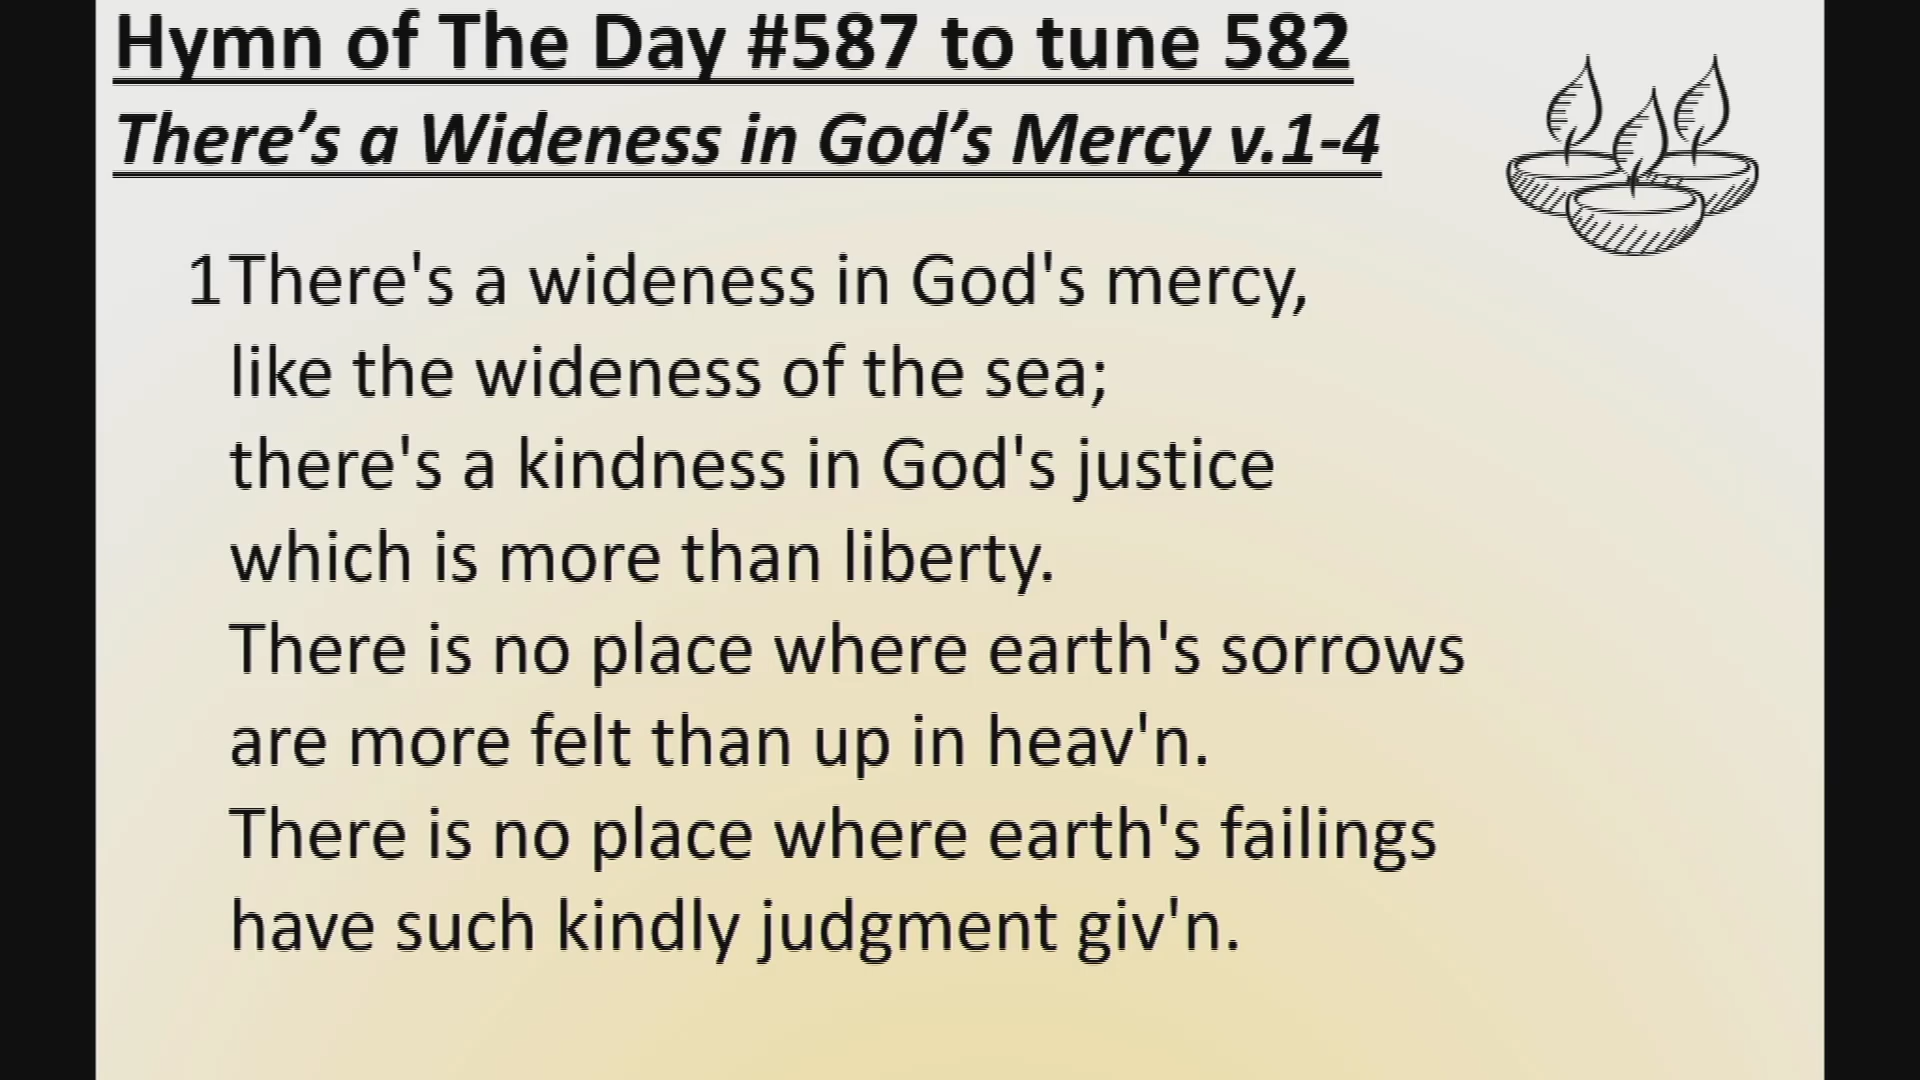 Hymn of The Day #587 to tune 582
There’s a Wideness in God’s Mercy v.1-4
1 There's a wideness in God's mercy,
like the wideness of the sea;
there's a kindness in God's justice
which is more than liberty.
There is no place where earth's sorrows
are more felt than up in heav'n.
There is no place where earth's failings
have such kindly judgment giv'n.